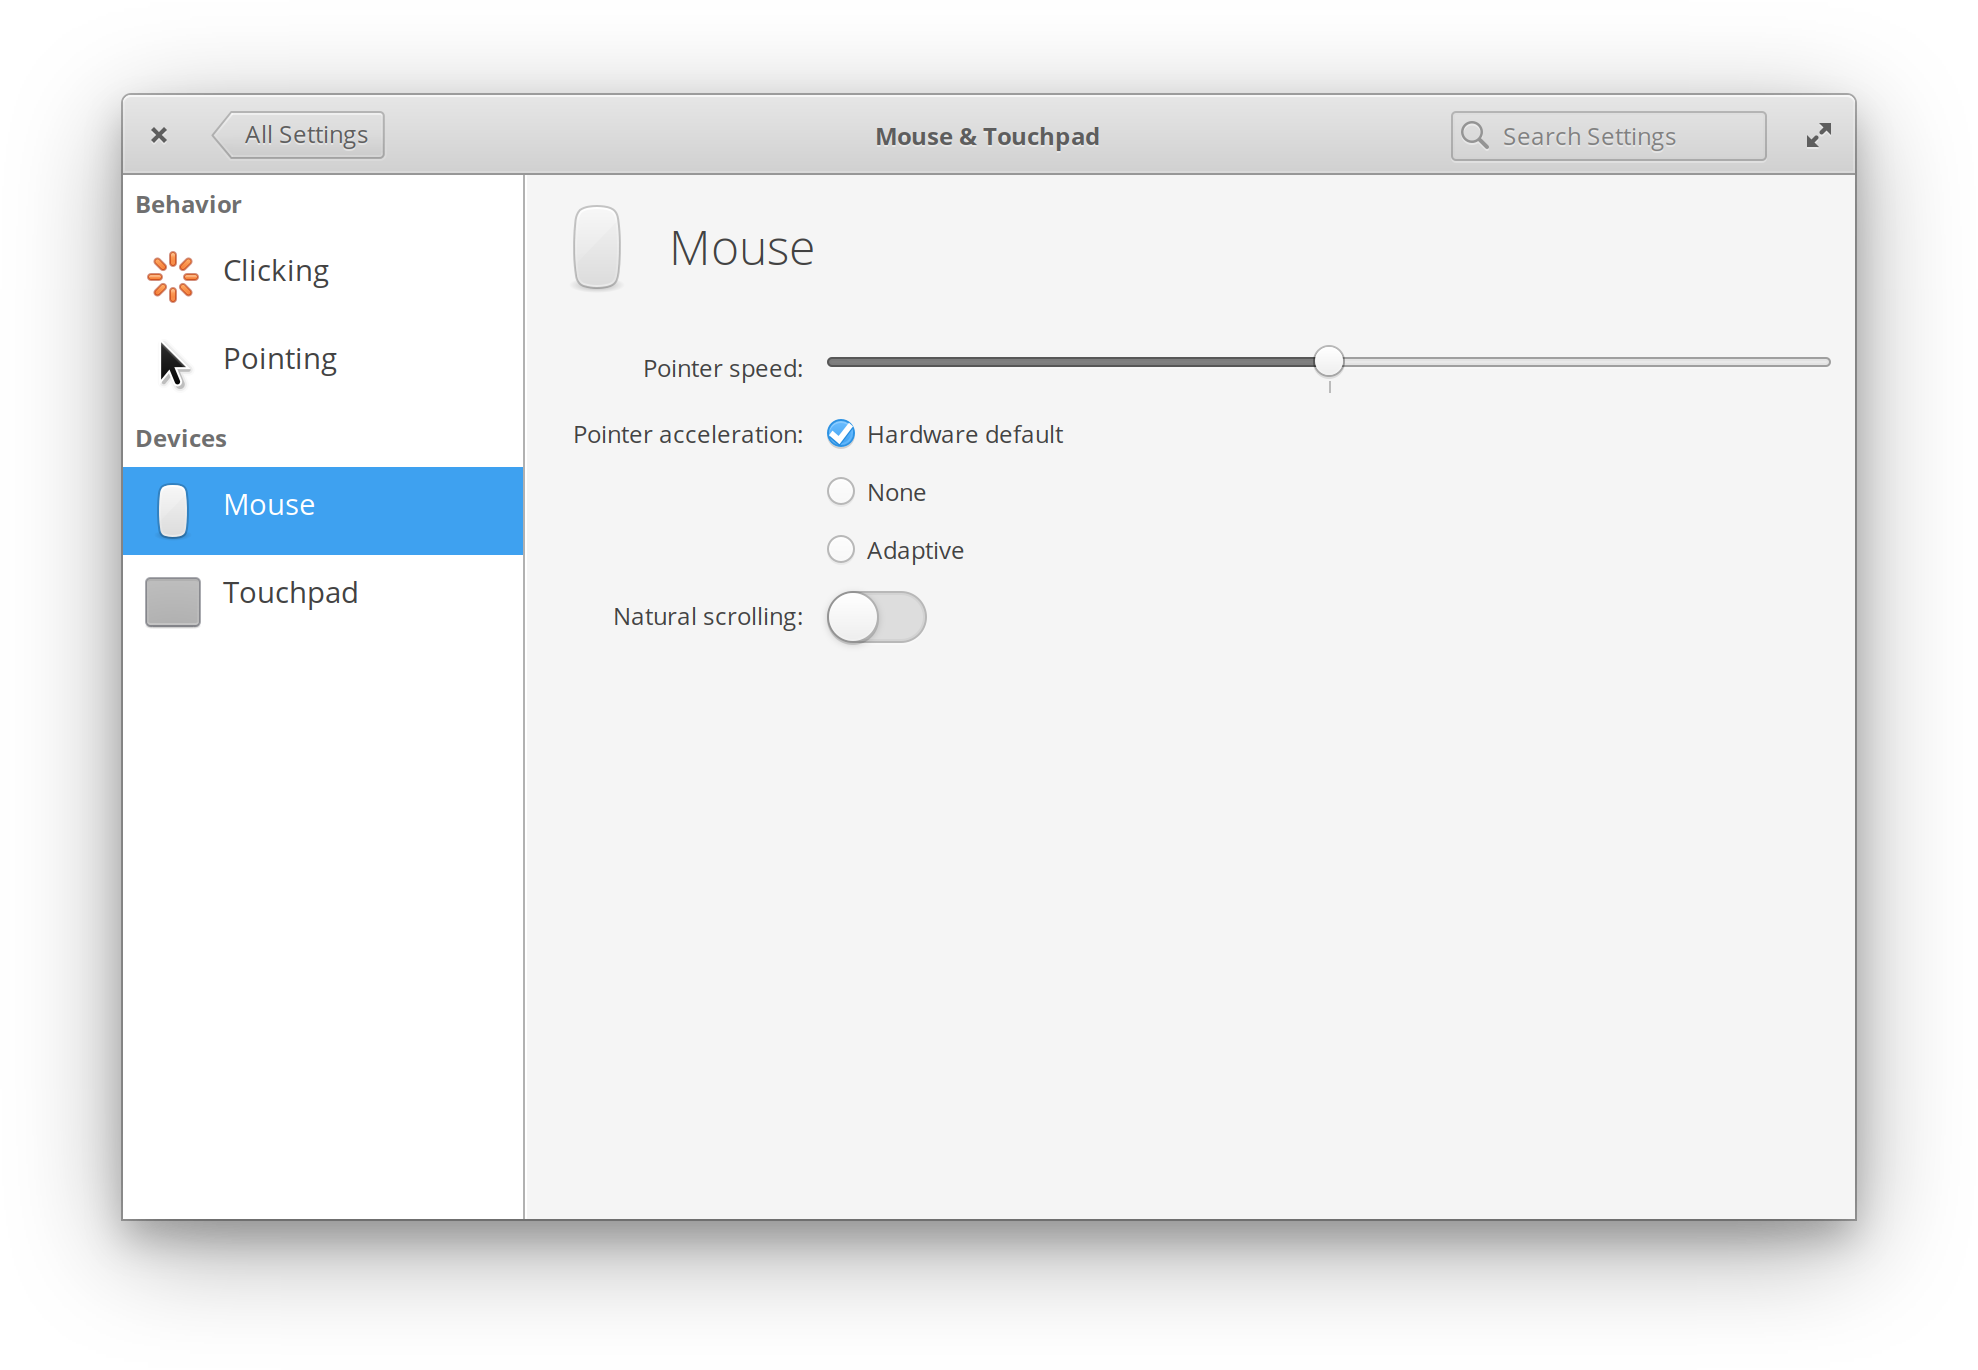 All Settings
Mouse & Touchpad
Search Settings
Behavior
Clicking
Pointing
Devices
Mouse
Touchpad
Mouse
Pointer speed:
Pointer acceleration:
Hardware default
None
Adaptive
Natural scrolling: